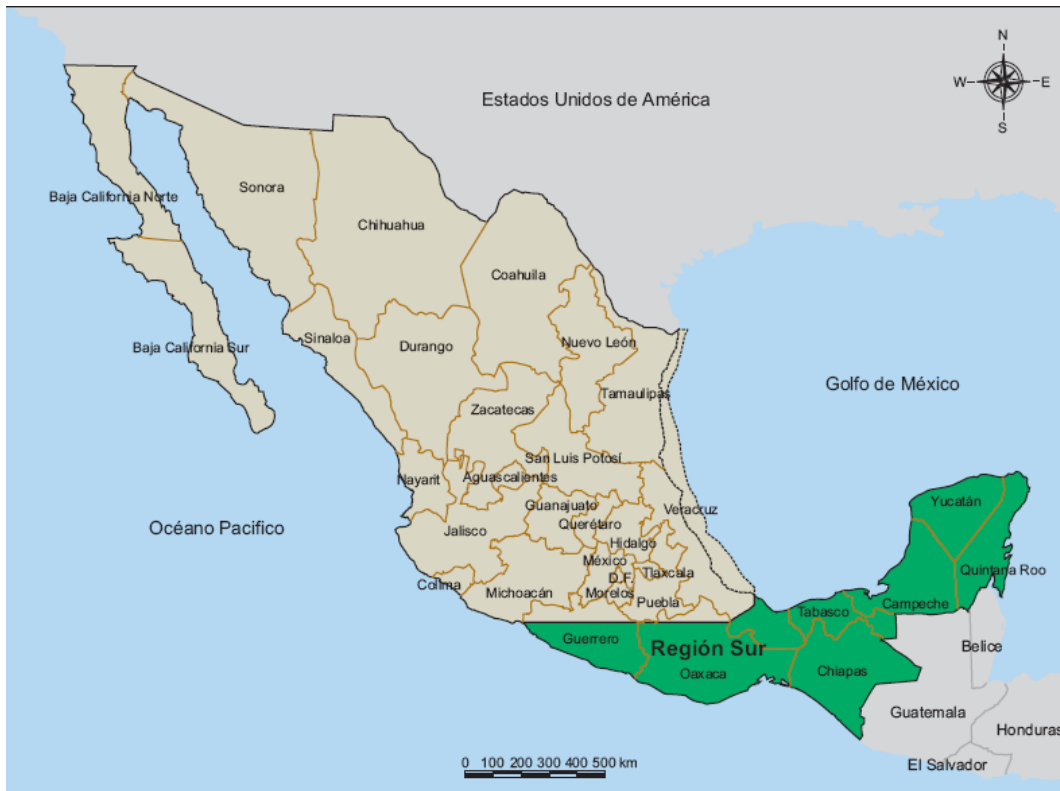 N
W
E
S
Estados Unidos de América
Baja California Norte
Sonora
Chihuahua
Coahuila
Sinaloa
Durango
Nuevo León
Baja California Sur
Tamaulipas
Golfo de México
Zacatecas
San Luis Potosí
Nayarit
Aguascalientes
Guanajuato
Veracruz
Yucatán
Océano Pacifico
Jalisco
Querétaro
Hidalgo
México
Tlaxcala
Quintana Roo
Colima
Michoacán
D.F.
Morelos
Puebla
Campeche
Tabasco
Guerrero
Región Sur
Belice
Oaxaca
Chiapas
Guatemala
Honduras
El Salvador
0 100 200 300 400 500 km